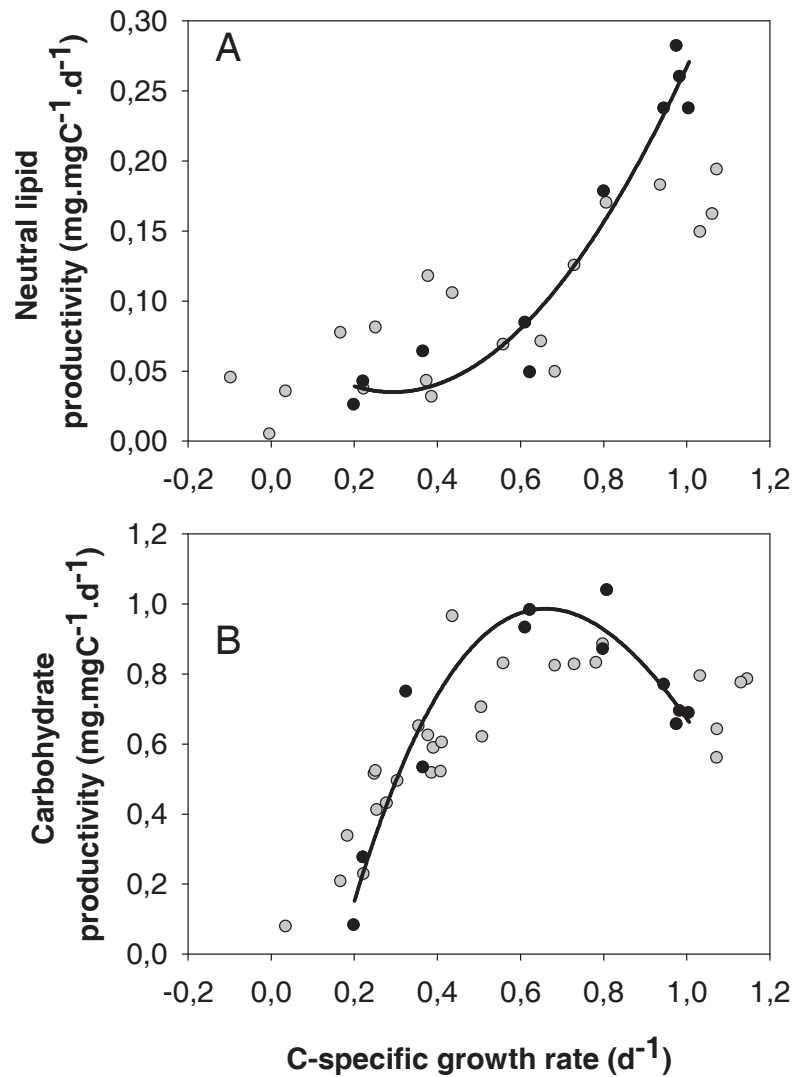 A
0,30
0,25
0,20
0,15
0,10
0,05
0,00
Neutral lipid
productivity (mg.mgC-1.d-1)
-0,2 0,0 0,2 0,4 0,6 0,8 1,0 1,2
B
1,2
1,0
0,8
0,6
0,4
0,2
0,0
Carbohydrate
productivity (mg.mgC-1.d-1)
-0,2 0,0 0,2 0,4 0,6 0,8 1,0 1,2
C-specific growth rate (d-1)